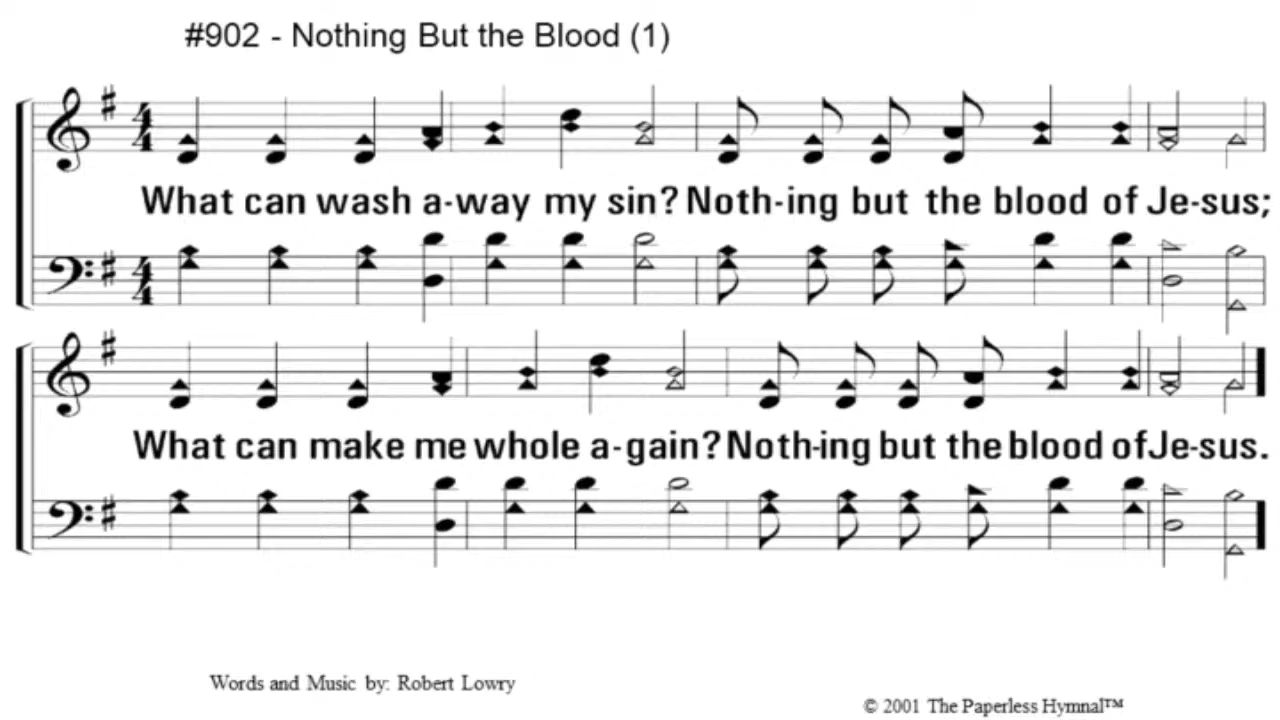 #902 - Nothing But the Blood (1)
What can wash a-way my sin? Noth-ing but the blood of Je-sus;
What can make me whole a-gain? Noth-ing but the blood of Je-sus.
Words and Music by: Robert Lowry
© 2001 The Paperless Hymnal™